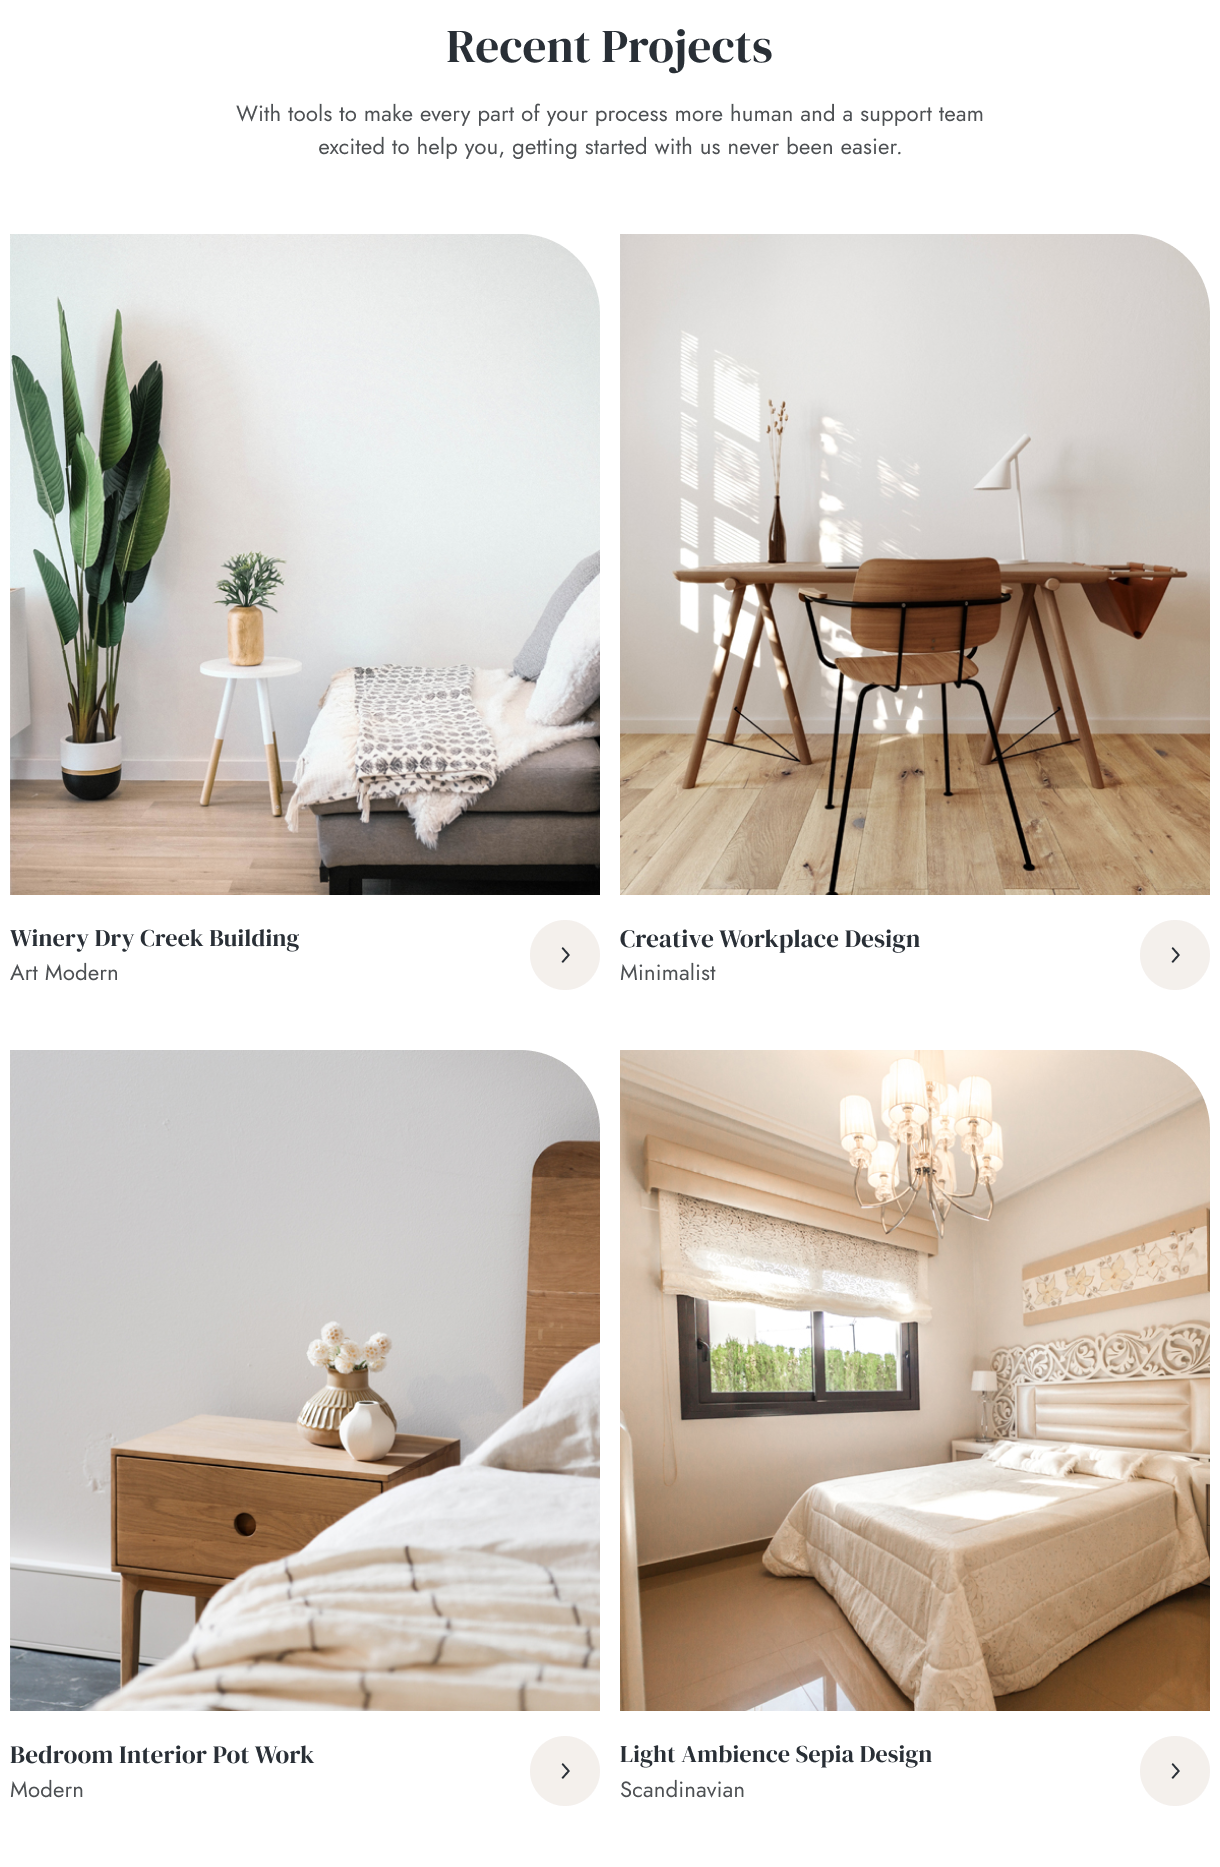 Recent Projects
With tools to make every part of your process more human and a support team
excited to help you, getting started with us never been easier.
Winery Dry Creek Building
Art Modern
Creative Workplace Design
Minimalist
Bedroom Interior Pot Work
Modern
Light Ambience Sepia Design
Scandinavian